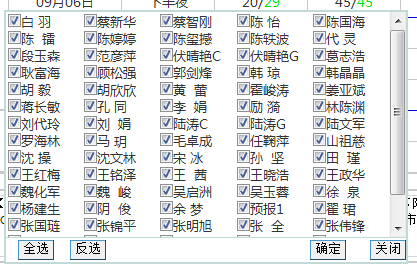 09月06日 下半夜 20/29 45/45
白 羽 蔡新华 蔡智刚 陈 怡 陈国海
陈 镭 陈婷婷 陈玺撼 陈轶波 代 灵
段玉森 范彦萍 伏晴艳C 伏晴艳G 葛志浩
耿富海 顾松强 郭剑烽 韩 琼 韩晶晶
胡 毅 胡欣欣 黄 蕾 霍峻涛 姜亚斌
蒋长敏 孔 同 李 娟 励 漪 林陈渊
刘代玲 刘 娟 陆涛C 陆涛G 陆文军
罗海林 马 玥 毛卓成 任鞠萍 山祖慈
沈 操 沈文林 宋 冰 孙 坚 田 瑾
王红梅 王铭泽 王 茜 王晓浩 王政华
魏化军 魏 峻 吴启洲 吴玉蓉 徐 泉
杨建生 阴 俊 余 梦 预报1 翟 珺
张国琏 张锦平 张明旭 张 全 张伟锋
全选 反选 确定 关闭
市